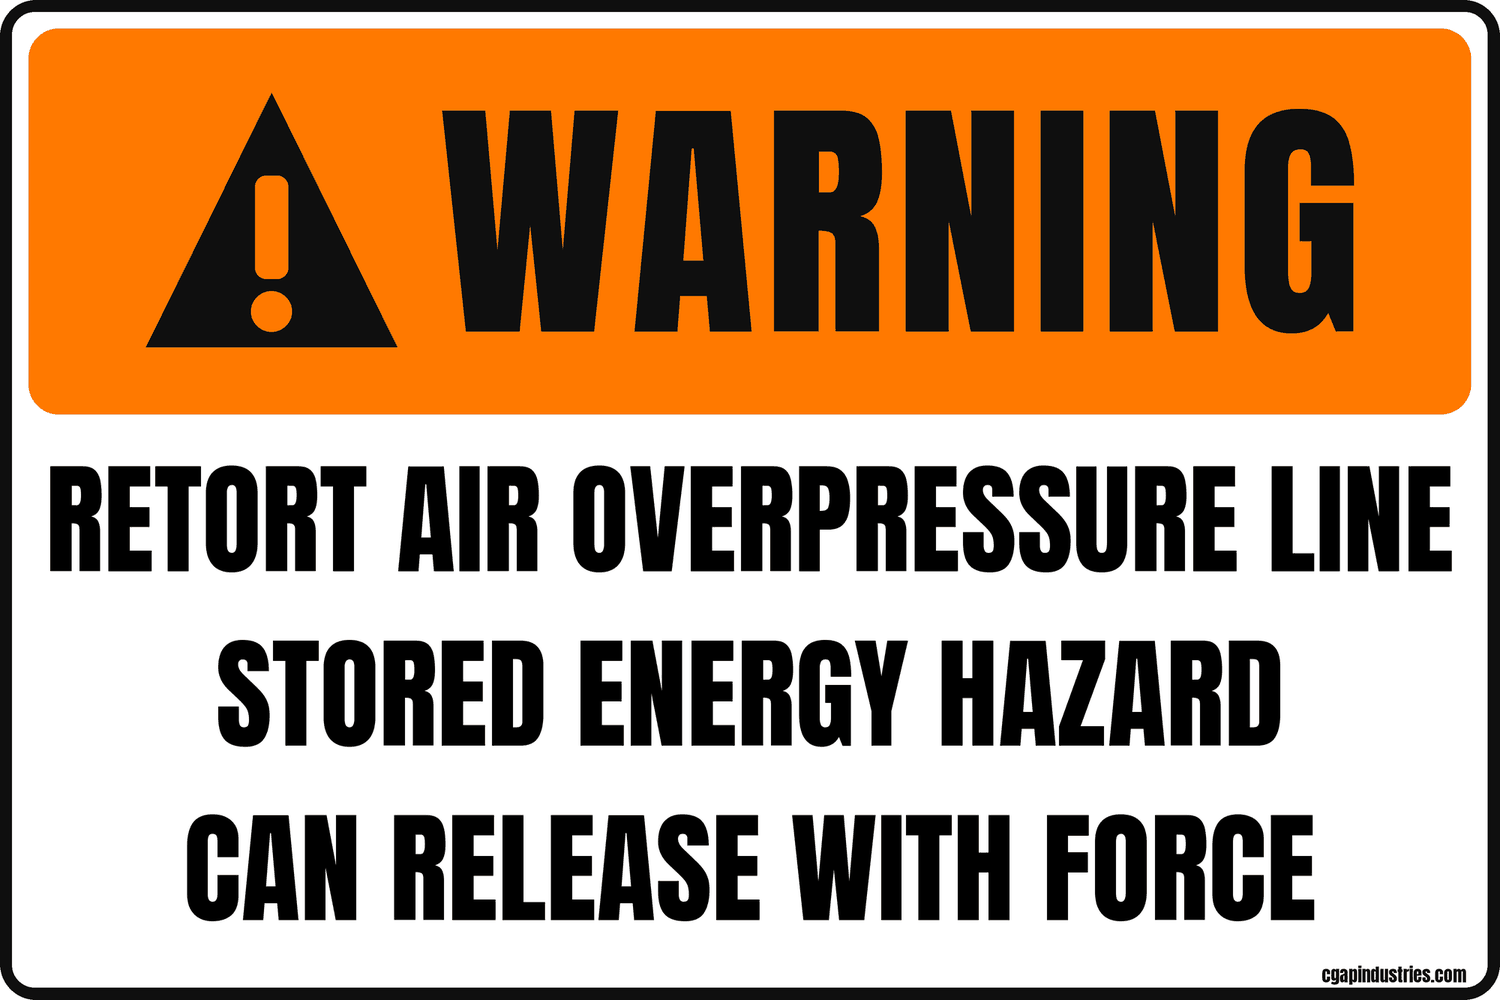 WARNING
RETORT AIR OVERPRESSURE LINE
STORED ENERGY HAZARD
CAN RELEASE WITH FORCE
cgapindustries.com